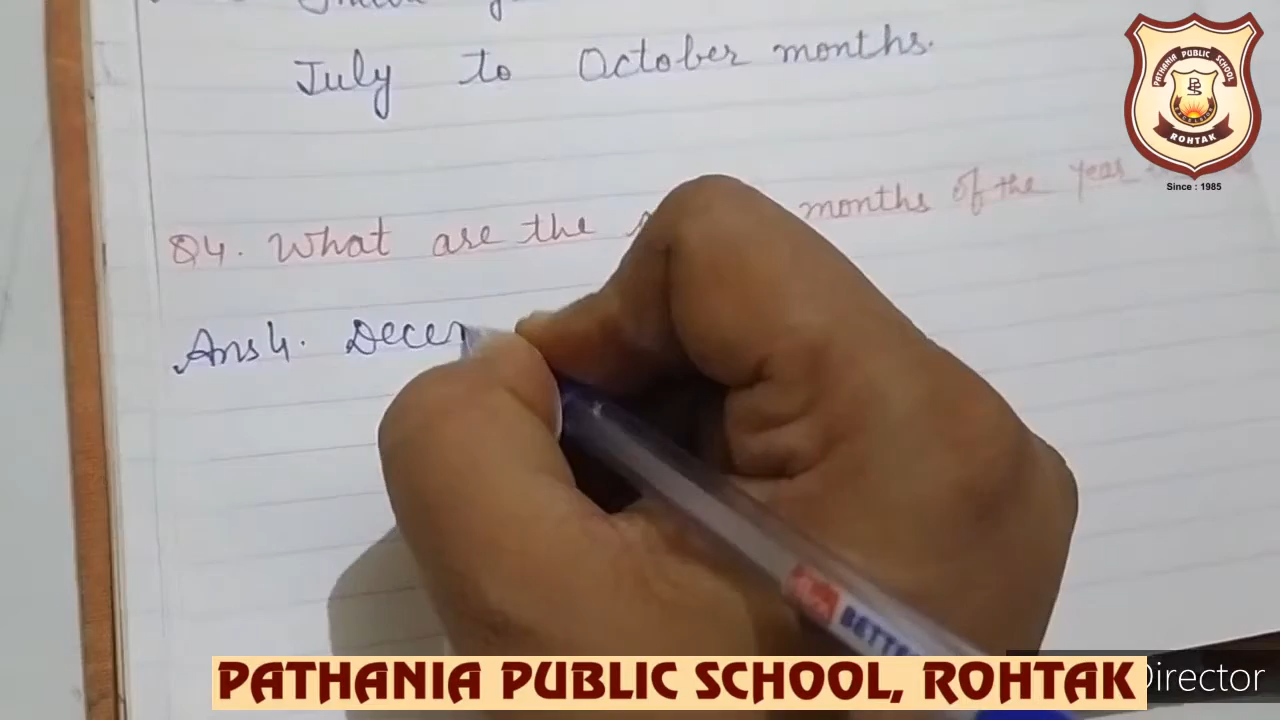 July to October months.
Q4. What are the months of the year
Ans4. Decem
PATHANIA PUBLIC SCHOOL
ROHTAK
Since : 1985
BETTE
Director
PATHANIA PUBLIC SCHOOL, ROHTAK